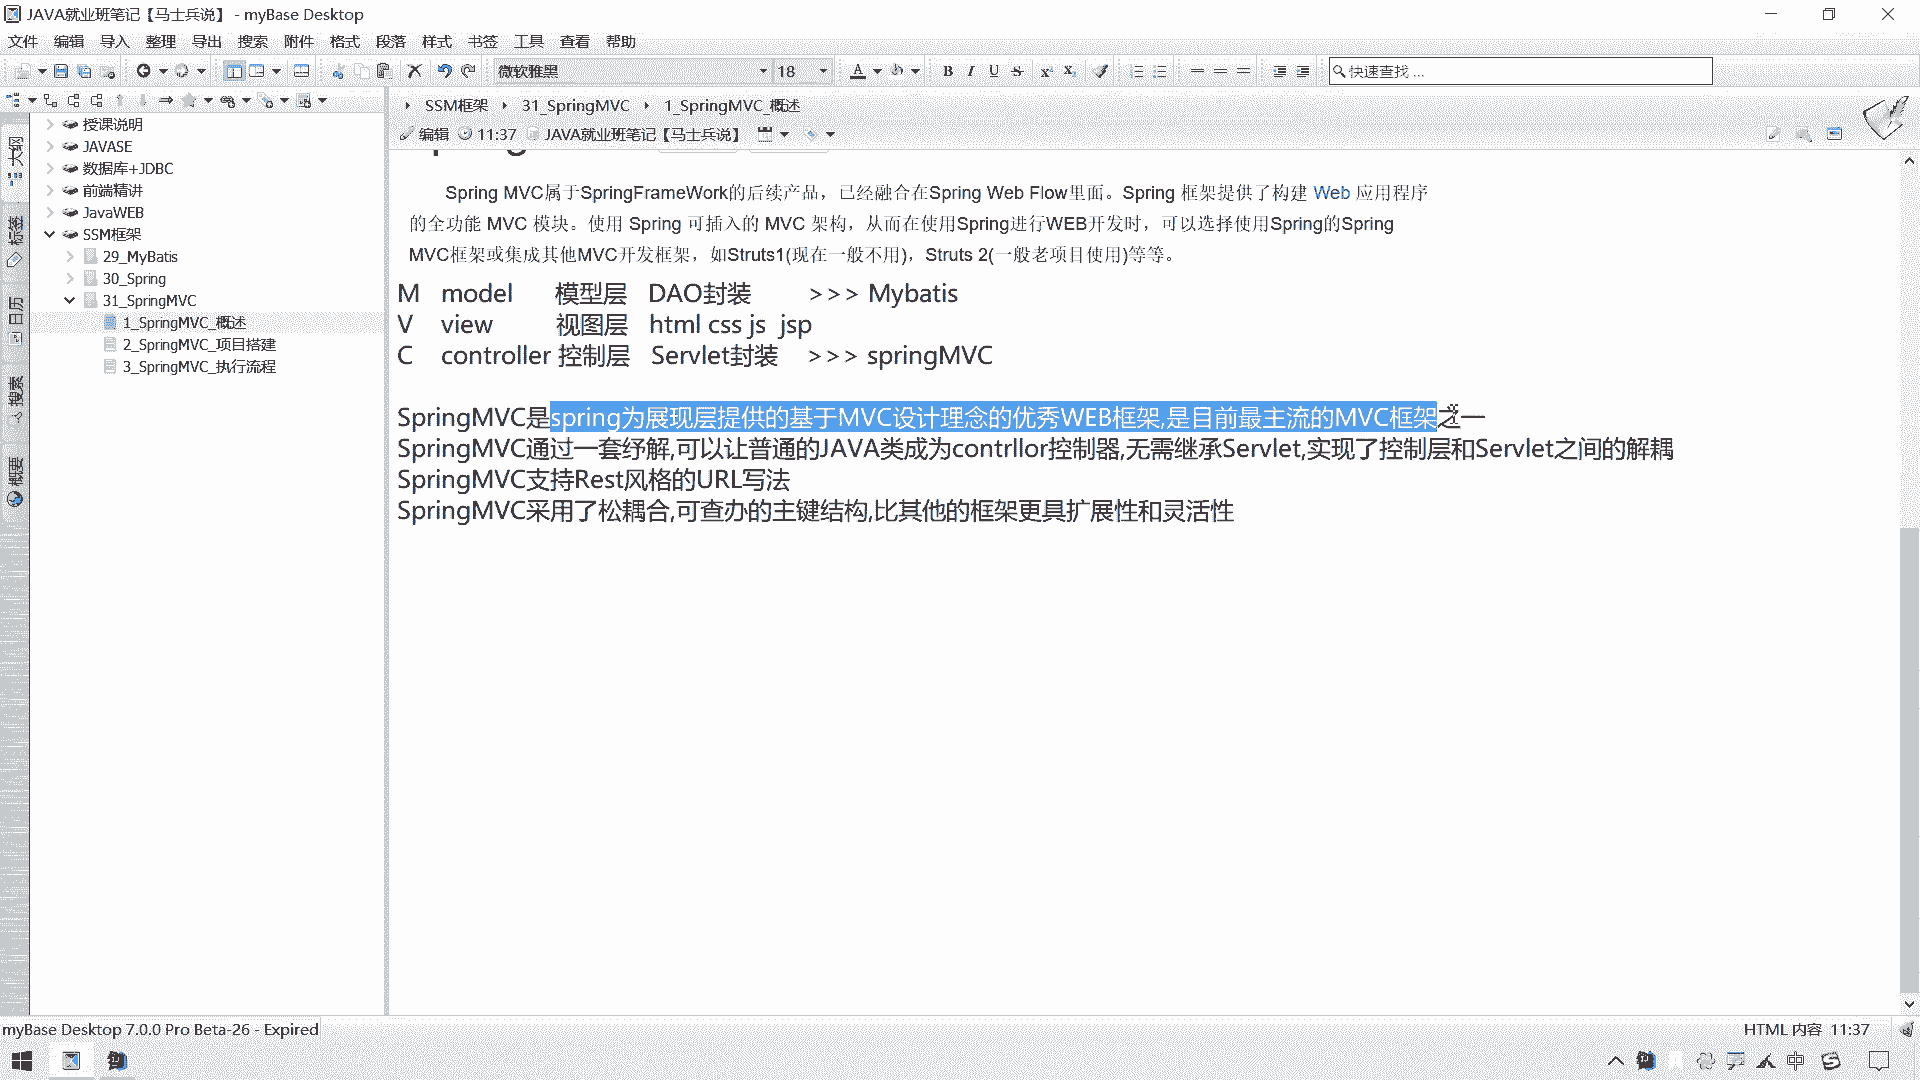 JAVA就业班笔记【马士兵说】 - myBase Desktop
文件 编辑 导入 整理 导出 搜索 附件 格式 段落 样式 书签 工具 查看 帮助
微软雅黑 18 快速查找 ...
SSM框架 31_SpringMVC 1_SpringMVC_概述
编辑 11:37 JAVA就业班笔记【马士兵说】
大纲
标签
日历
搜索
概要
授课说明
JAVASE
数据库+JDBC
前端精讲
JavaWEB
SSM框架
29_MyBatis
30_Spring
31_SpringMVC
1_SpringMVC_概述
2_SpringMVC_项目搭建
3_SpringMVC_执行流程
Spring MVC属于SpringFrameWork的后续产品，已经融合在Spring Web Flow里面。Spring 框架提供了构建 Web 应用程序
的全功能 MVC 模块。使用 Spring 可插入的 MVC 架构，从而在使用Spring进行WEB开发时，可以选择使用Spring的Spring
MVC框架或集成其他MVC开发框架，如Struts1(现在一般不用)，Struts 2(一般老项目使用)等等。
M model 模型层 DAO封装 >>> Mybatis
V view 视图层 html css js jsp
C controller 控制层 Servlet封装 >>> springMVC
SpringMVC是spring为展现层提供的基于MVC设计理念的优秀WEB框架,是目前最主流的MVC框架之一
SpringMVC通过一套纾解,可以让普通的JAVA类成为contrllor控制器,无需继承Servlet,实现了控制层和Servlet之间的解耦
SpringMVC支持Rest风格的URL写法
SpringMVC采用了松耦合,可查办的主键结构,比其他的框架更具扩展性和灵活性
myBase Desktop 7.0.0 Pro Beta-26 - Expired
HTML 内容 11:37
中